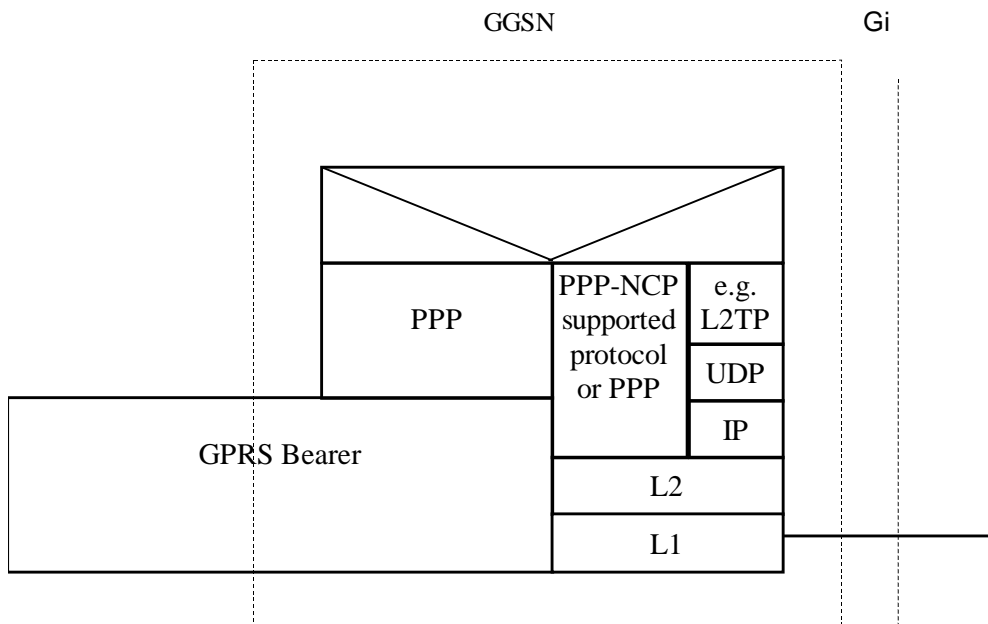 GGSN
Gi
PPP
PPP-NCP
supported
protocol
or PPP
e.g.
L2TP
UDP
IP
GPRS Bearer
L2
L1